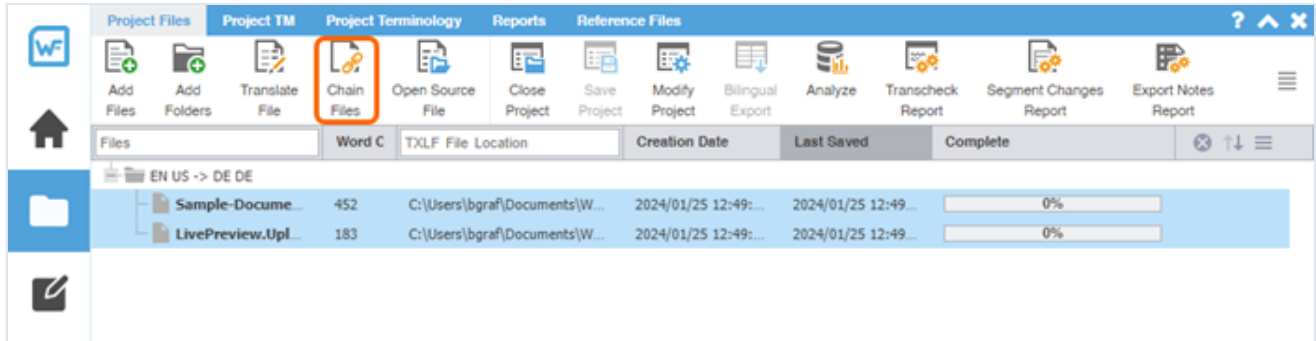 Project Files Project TM Project Terminology Reports Reference Files ?
WF
Add Files
Add Folders
Translate File
Chain Files
Open Source File
Close Project
Save Project
Modify Project
Bilingual Export
Analyze
Transcheck Report
Segment Changes Report
Export Notes Report
Files Word C TXLF File Location Creation Date Last Saved Complete
EN US -> DE DE
Sample-Docume... 452 C:\Users\bgraf\Documents\W... 2024/01/25 12:49:... 2024/01/25 12:49... 0%
LivePreview.Upl... 183 C:\Users\bgraf\Documents\W... 2024/01/25 12:49:... 2024/01/25 12:49... 0%